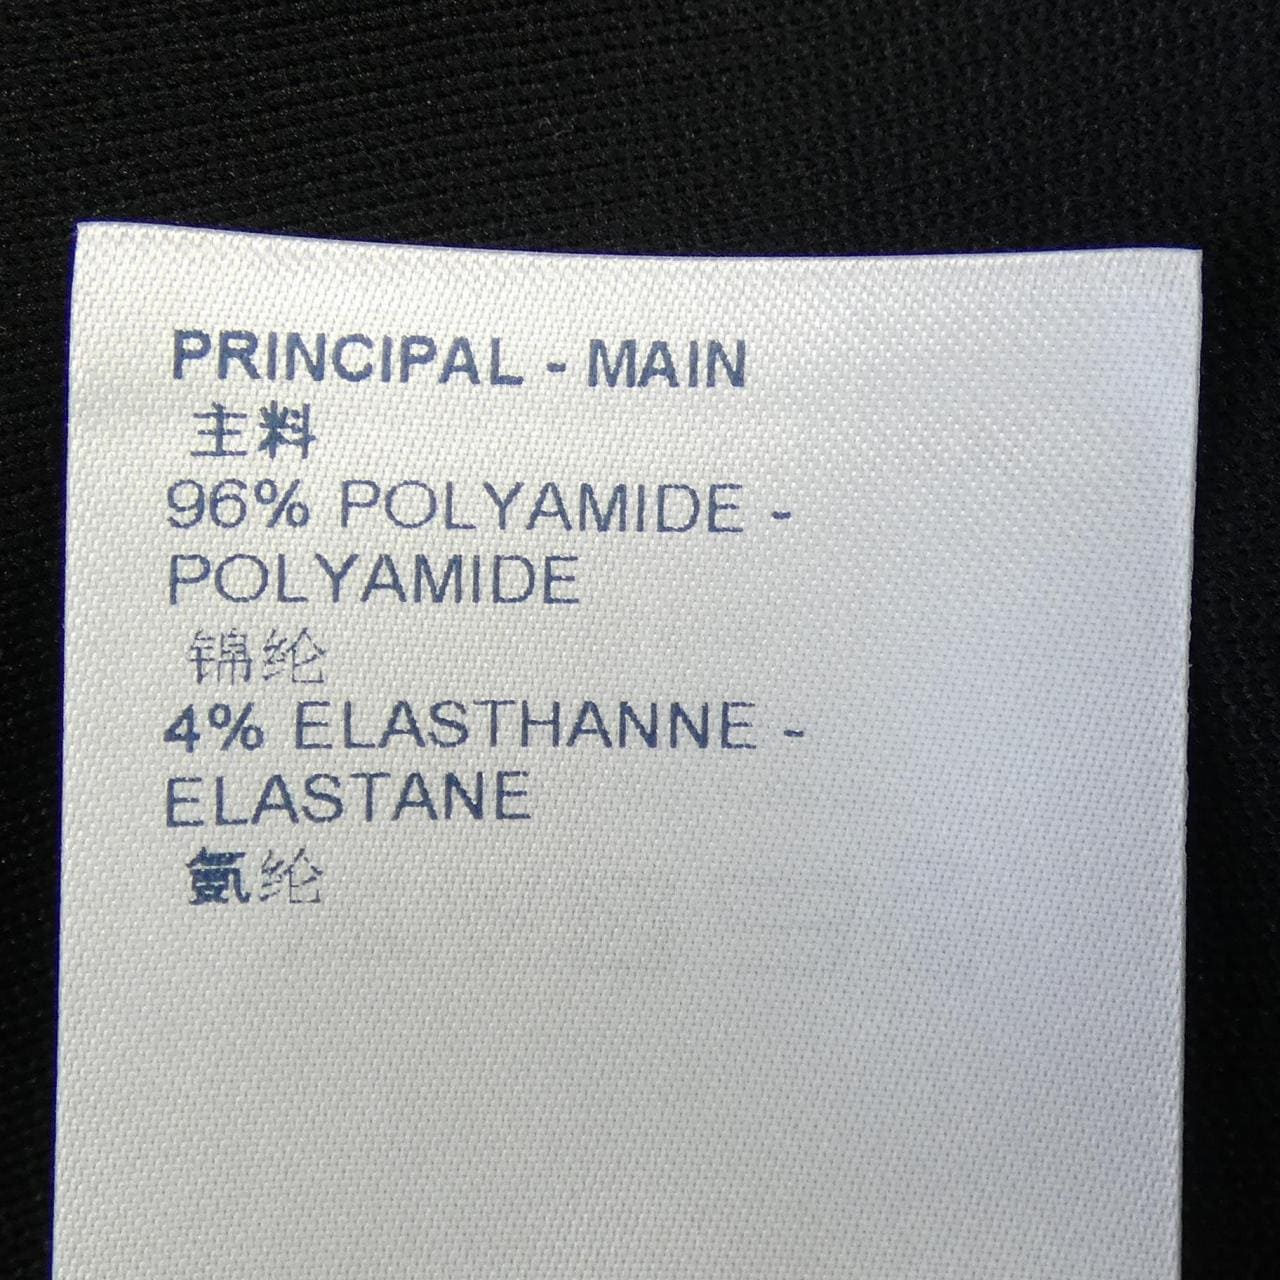 PRINCIPAL - MAIN
主料
96% POLYAMIDE -
POLYAMIDE
锦纶
4% ELASTHANNE -
ELASTANE
氨纶